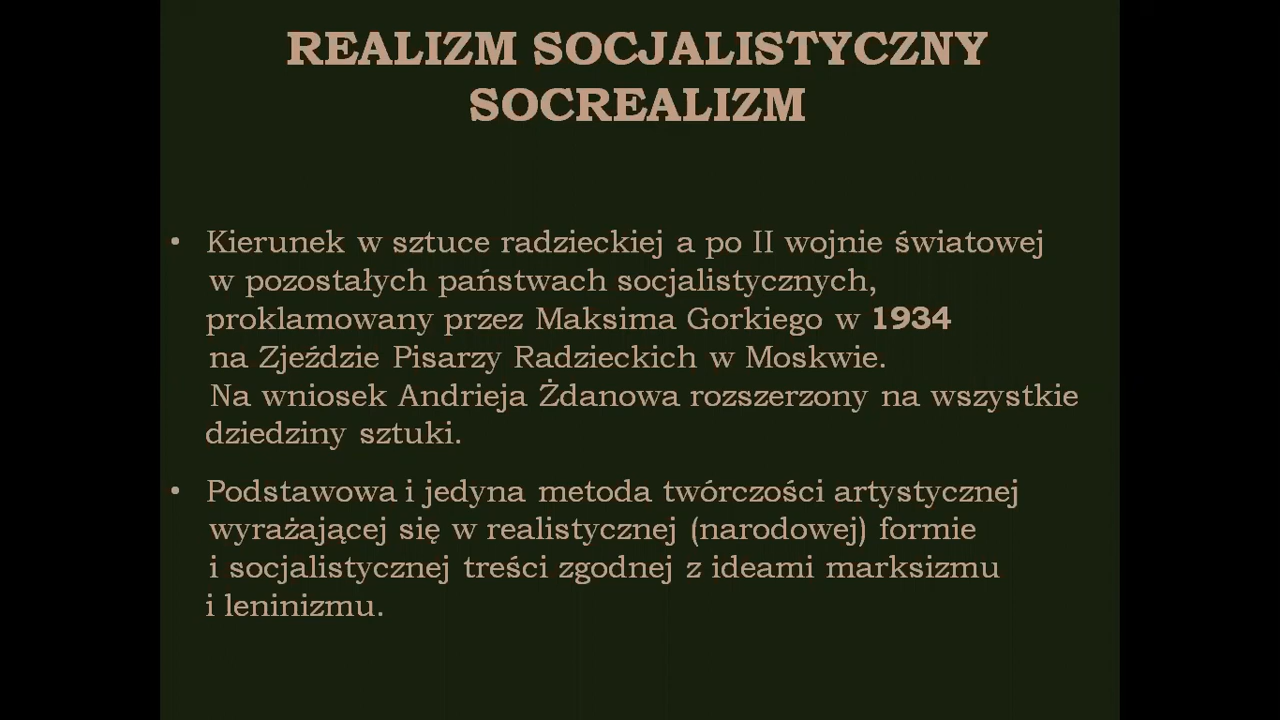 REALIZM SOCJALISTYCZNY
SOCREALIZM
• Kierunek w sztuce radzieckiej a po II wojnie światowej
w pozostałych państwach socjalistycznych,
proklamowany przez Maksima Gorkiego w 1934
na Zjeździe Pisarzy Radzieckich w Moskwie.
Na wniosek Andrieja Żdanowa rozszerzony na wszystkie
dziedziny sztuki.
• Podstawowa i jedyna metoda twórczości artystycznej
wyrażającej się w realistycznej (narodowej) formie
i socjalistycznej treści zgodnej z ideami marksizmu
i leninizmu.